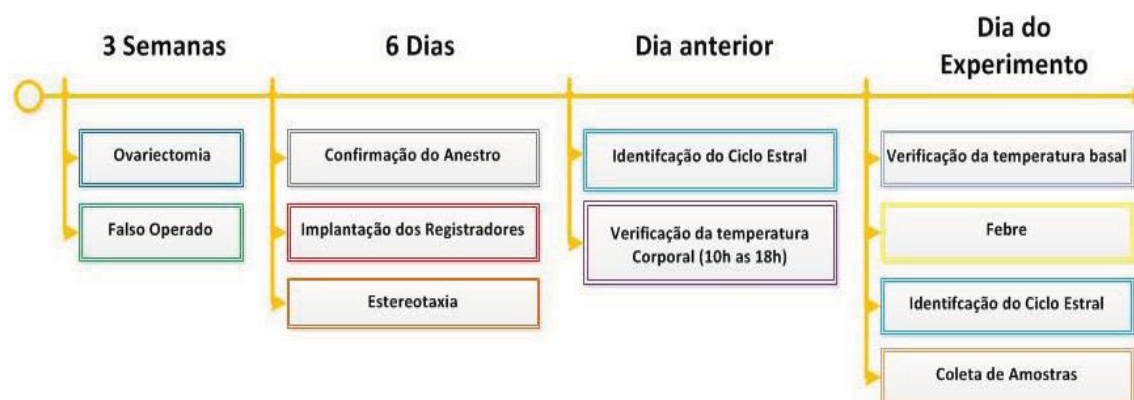 3 Semanas
6 Dias
Dia anterior
Dia do
Experimento
Ovariectomia
Falso Operado
Confirmação do Anestro
Implantação dos Registradores
Estereotaxia
Identifcação do Ciclo Estral
Verificação da temperatura
Corporal (10h as 18h)
Verificação da temperatura basal
Febre
Identifcação do Ciclo Estral
Coleta de Amostras